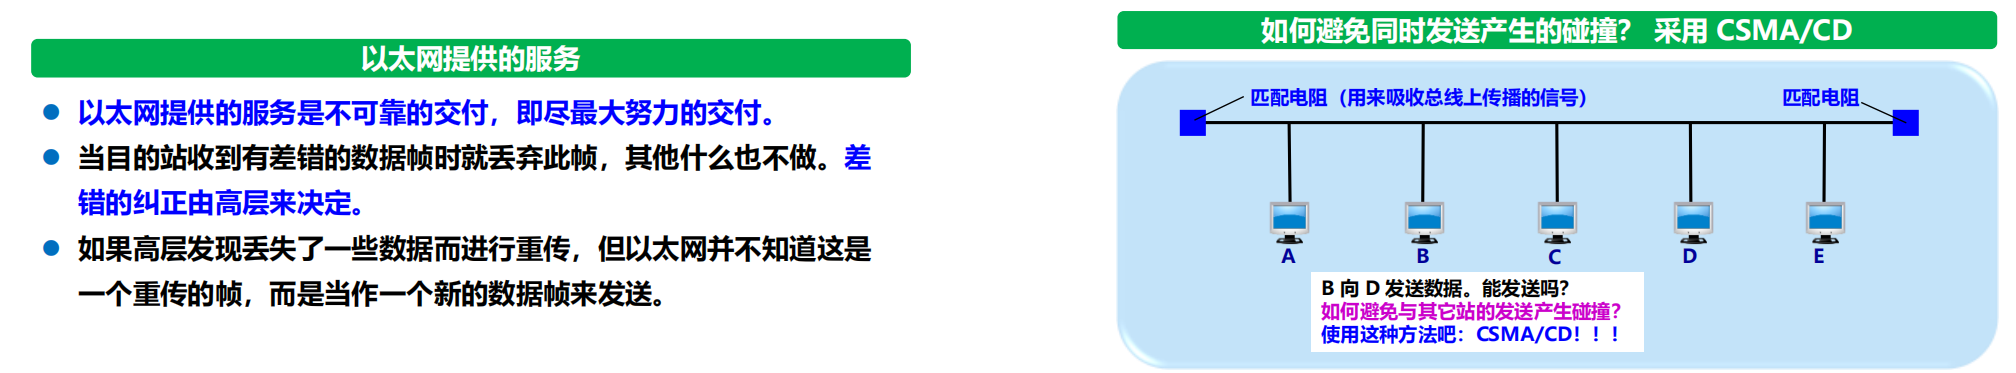 以太网提供的服务
以太网提供的服务是不可靠的交付，即尽最大努力的交付。
当目的站收到有差错的数据帧时就丢弃此帧，其他什么也不做。差
错的纠正由高层来决定。
如果高层发现丢失了一些数据而进行重传，但以太网并不知道这是
一个重传的帧，而是当作一个新的数据帧来发送。
如何避免同时发送产生的碰撞？ 采用 CSMA/CD
匹配电阻（用来吸收总线上传播的信号）
匹配电阻
A
B
C
D
E
B 向 D 发送数据。能发送吗？
如何避免与其它站的发送产生碰撞？
使用这种方法吧：CSMA/CD！！！